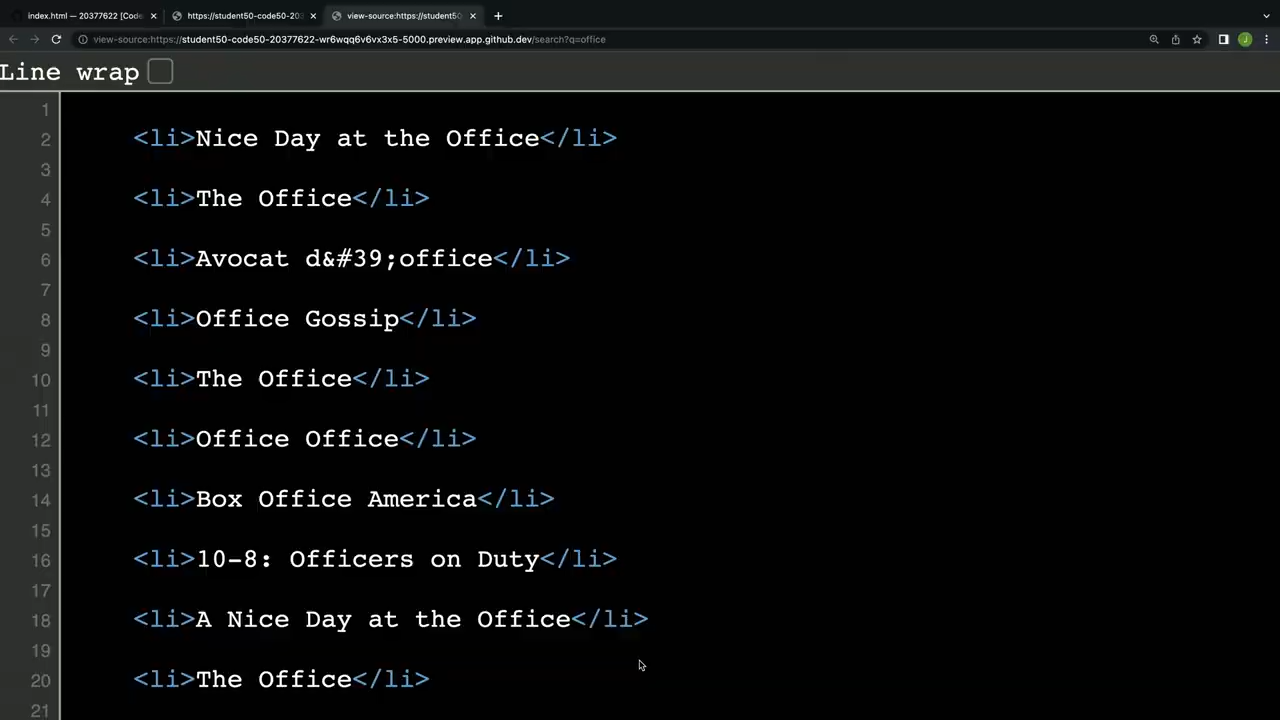 index.html — 20377622 [Code
https://student50-code50-203
view-source:https://student50
view-source:https://student50-code50-20377622-wr6wqq6v6vx3x5-5000.preview.app.github.dev/search?q=office
J
Line wrap
1
2 <li>Nice Day at the Office</li>
3
4 <li>The Office</li>
5
6 <li>Avocat d&#39;office</li>
7
8 <li>Office Gossip</li>
9
10 <li>The Office</li>
11
12 <li>Office Office</li>
13
14 <li>Box Office America</li>
15
16 <li>10-8: Officers on Duty</li>
17
18 <li>A Nice Day at the Office</li>
19
20 <li>The Office</li>
21